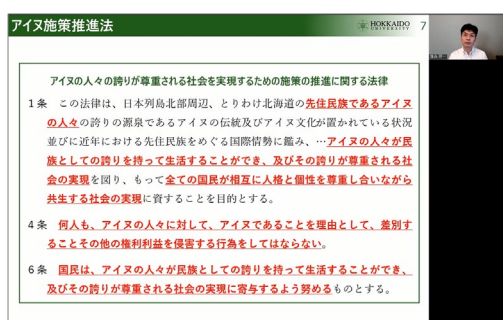 アイヌ施策推進法
HOKKAIDO
UNIVERSITY
7
アイヌの人々の誇りが尊重される社会を実現するための施策の推進に関する法律
1条 この法律は、日本列島北部周辺、とりわけ北海道の先住民族であるアイヌ
の人々の誇りの源泉であるアイヌの伝統及びアイヌ文化が置かれている状況
並びに近年における先住民族をめぐる国際情勢に鑑み、…アイヌの人々が民
族としての誇りを持って生活することができ、及びその誇りが尊重される社
会の実現を図り、もって全ての国民が相互に人格と個性を尊重し合いながら
共生する社会の実現に資することを目的とする。
4条 何人も、アイヌの人々に対して、アイヌであることを理由として、差別す
ることその他の権利利益を侵害する行為をしてはならない。
6条 国民は、アイヌの人々が民族としての誇りを持って生活することができ、
及びその誇りが尊重される社会の実現に寄与するよう努めるものとする。